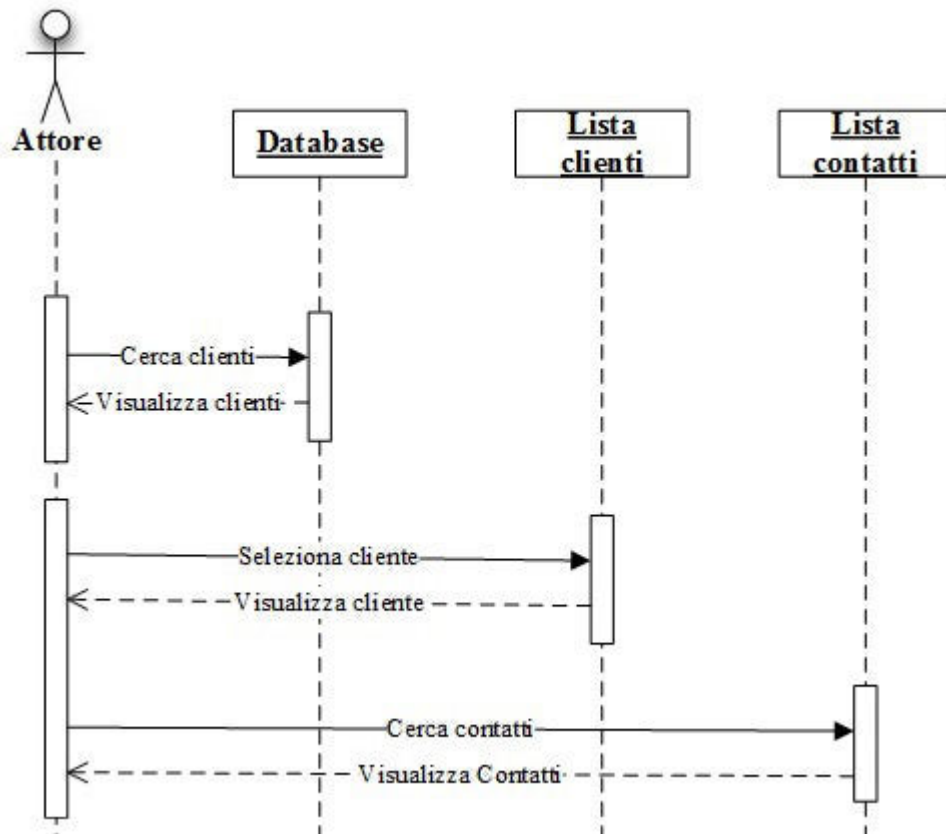 Attore
Database
Lista
clienti
Lista
contatti
Cerca clienti
Visualizza clienti
Seleziona cliente
Visualizza cliente
Cerca contatti
Visualizza Contatti